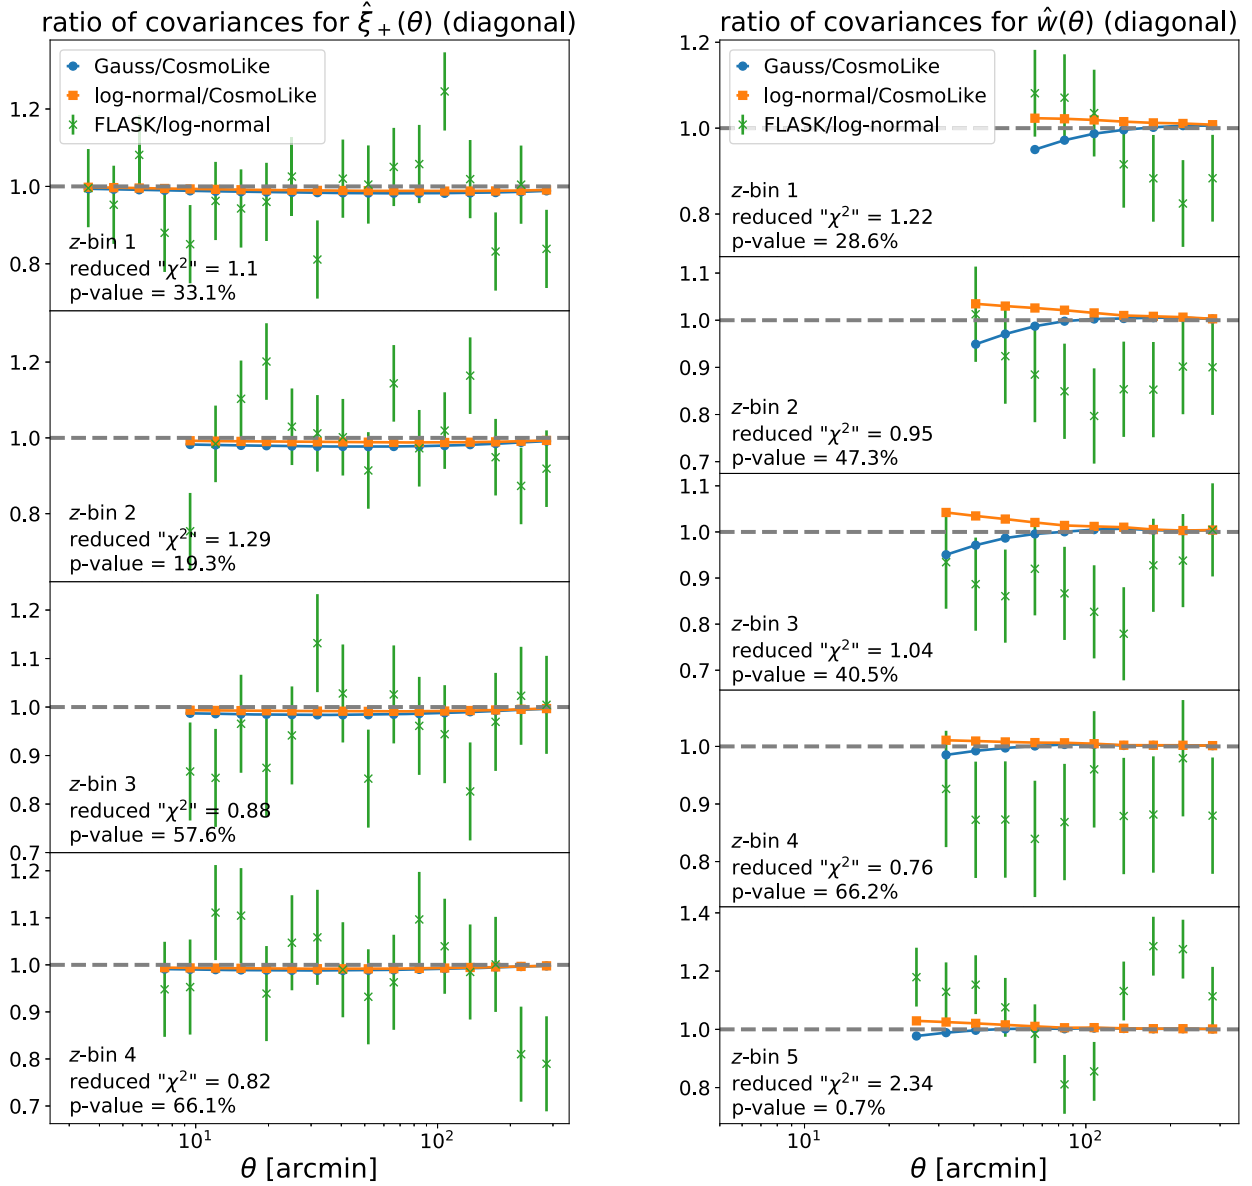 ratio of covariances for ξ̂₊(θ) (diagonal)
Gauss/CosmoLike
log-normal/CosmoLike
FLASK/log-normal
1.2
1.0
0.8
z-bin 1
reduced "χ²" = 1.1
p-value = 33.1%
1.2
1.0
0.8
z-bin 2
reduced "χ²" = 1.29
p-value = 19.3%
1.2
1.1
1.0
0.9
0.8
0.7
z-bin 3
reduced "χ²" = 0.88
p-value = 57.6%
1.2
1.1
1.0
0.9
0.8
0.7
z-bin 4
reduced "χ²" = 0.82
p-value = 66.1%
10¹
10²
θ [arcmin]
ratio of covariances for ŵ(θ) (diagonal)
Gauss/CosmoLike
log-normal/CosmoLike
FLASK/log-normal
1.2
1.0
0.8
z-bin 1
reduced "χ²" = 1.22
p-value = 28.6%
1.1
1.0
0.9
0.8
0.7
z-bin 2
reduced "χ²" = 0.95
p-value = 47.3%
1.1
1.0
0.9
0.8
0.7
z-bin 3
reduced "χ²" = 1.04
p-value = 40.5%
1.0
0.9
0.8
z-bin 4
reduced "χ²" = 0.76
p-value = 66.2%
1.4
1.2
1.0
0.8
z-bin 5
reduced "χ²" = 2.34
p-value = 0.7%
10¹
10²
θ [arcmin]